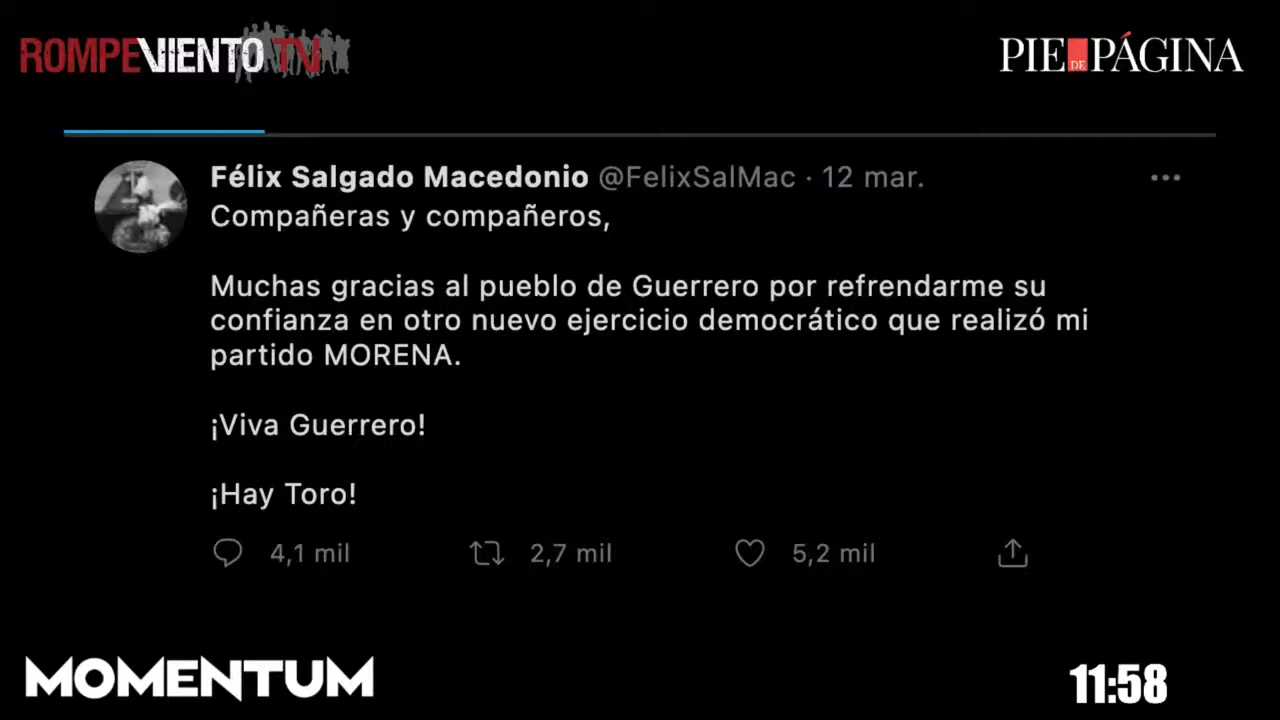 ROMPEVIENTO TV
PIE DE PÁGINA
Félix Salgado Macedonio @FelixSalMac · 12 mar.
Compañeras y compañeros,
Muchas gracias al pueblo de Guerrero por refrendarme su
confianza en otro nuevo ejercicio democrático que realizó mi
partido MORENA.
¡Viva Guerrero!
¡Hay Toro!
4,1 mil 2,7 mil 5,2 mil
MOMENTUM
11:58